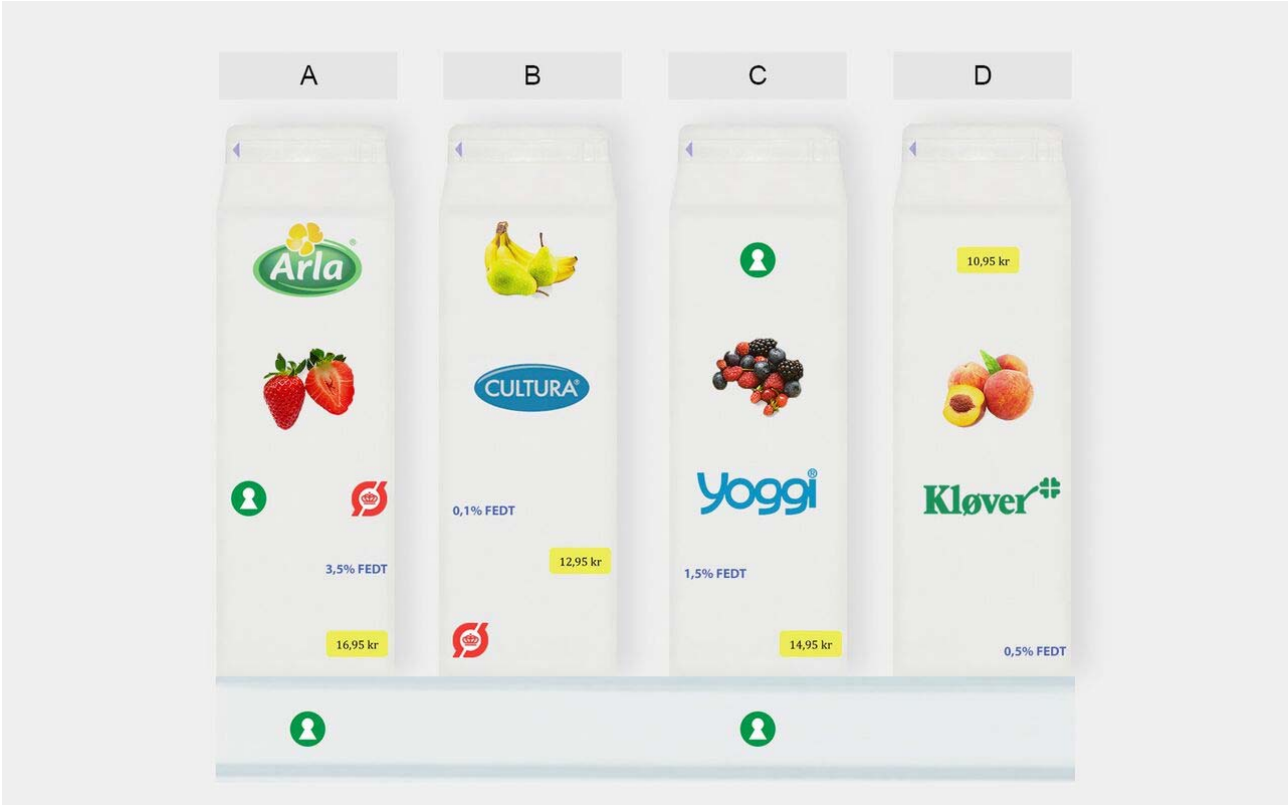 A
B
C
D
Arla®
3,5% FEDT
16,95 kr
CULTURA®
0,1% FEDT
12,95 kr
Yoggi®
1,5% FEDT
14,95 kr
10,95 kr
Kløver
0,5% FEDT